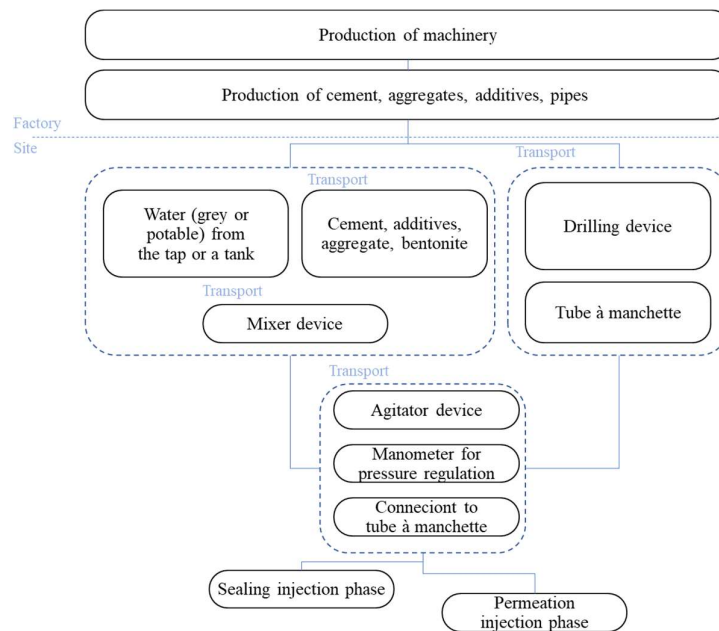 Production of machinery
Production of cement, aggregates, additives, pipes
Factory
Site
Transport
Transport
Water (grey or
potable) from
the tap or a tank
Cement, additives,
aggregate, bentonite
Drilling device
Transport
Mixer device
Tube à manchette
Transport
Agitator device
Manometer for
pressure regulation
Conneciont to
tube à manchette
Sealing injection phase
Permeation
injection phase